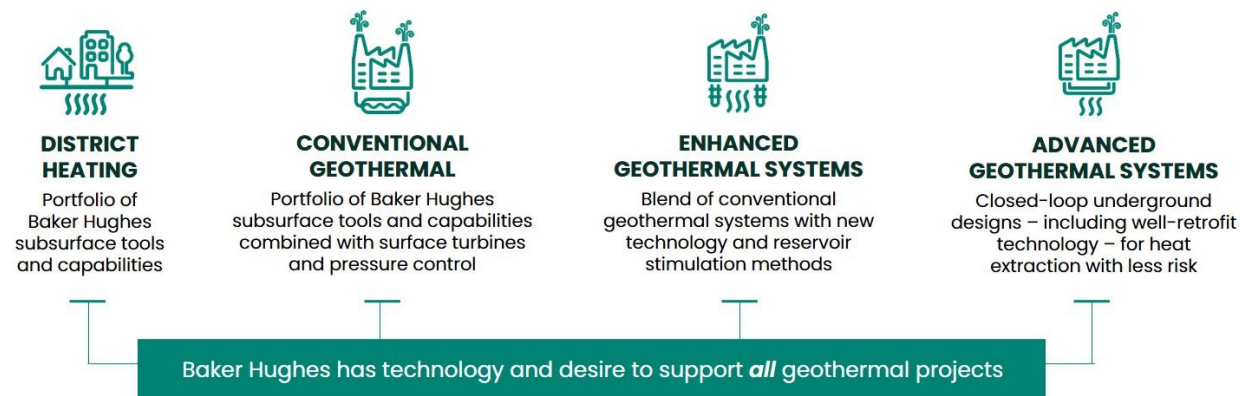 DISTRICT
HEATING
Portfolio of
Baker Hughes
subsurface tools
and capabilities
CONVENTIONAL
GEOTHERMAL
Portfolio of Baker Hughes
subsurface tools and capabilities
combined with surface turbines
and pressure control
ENHANCED
GEOTHERMAL SYSTEMS
Blend of conventional
geothermal systems with new
technology and reservoir
stimulation methods
ADVANCED
GEOTHERMAL SYSTEMS
Closed-loop underground
designs – including well-retrofit
technology – for heat
extraction with less risk
Baker Hughes has technology and desire to support all geothermal projects